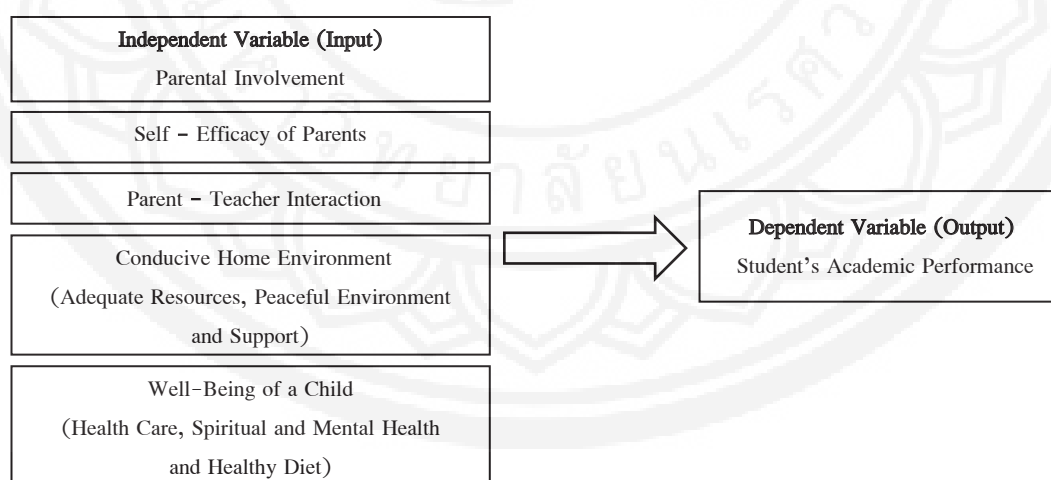 Independent Variable (Input)
Parental Involvement
Self - Efficacy of Parents
Parent - Teacher Interaction
Conducive Home Environment
(Adequate Resources, Peaceful Environment
and Support)
Well-Being of a Child
(Health Care, Spiritual and Mental Health
and Healthy Diet)
Dependent Variable (Output)
Student's Academic Performance